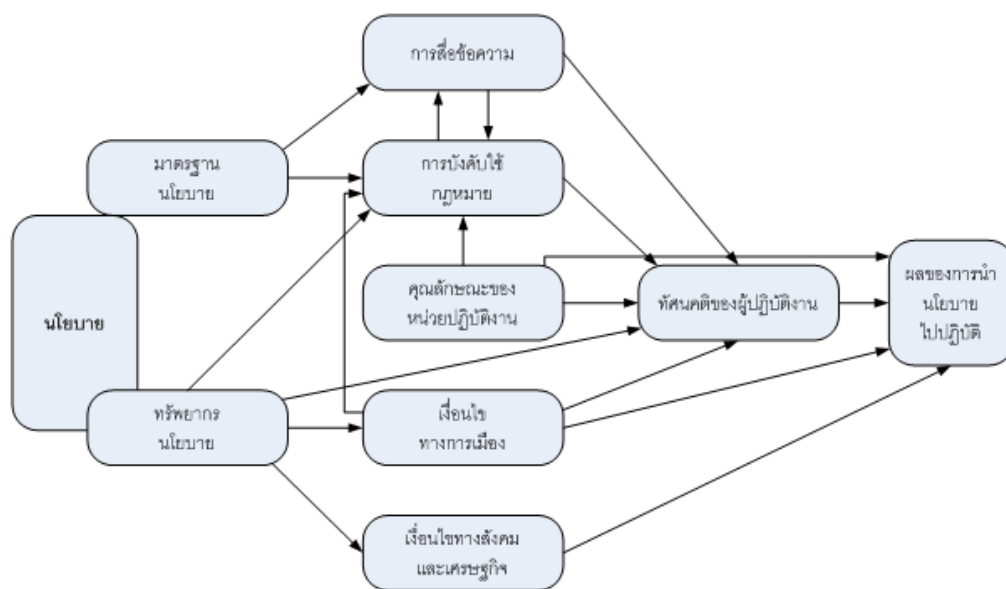 การสื่อข้อความ
มาตรฐาน
นโยบาย
การบังคับใช้
กฎหมาย
นโยบาย
คุณลักษณะของ
หน่วยปฏิบัติงาน
ทัศนคติของผู้ปฏิบัติงาน
ผลของการนำ
นโยบาย
ไปปฏิบัติ
ทรัพยากร
นโยบาย
เงื่อนไข
ทางการเมือง
เงื่อนไขทางสังคม
และเศรษฐกิจ